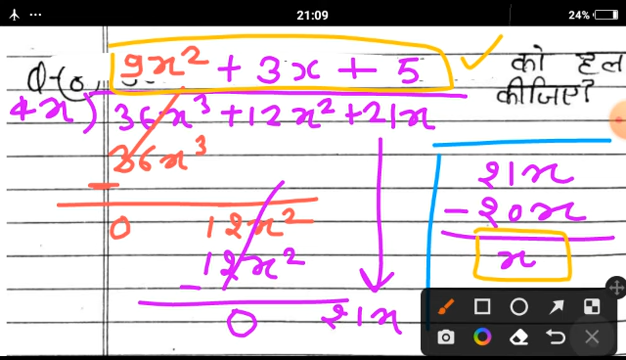 21:09
24%
9x² + 3x + 5
को हल
कीजिए?
4x) 36x³ + 12x² + 21x
36x³
−
0 12x²
− 12x²
0 21x
21x
− 20x
x